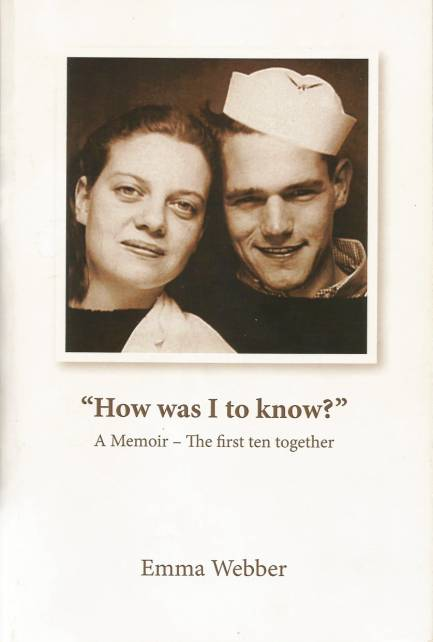 “How was I to know?”
A Memoir – The first ten together
Emma Webber